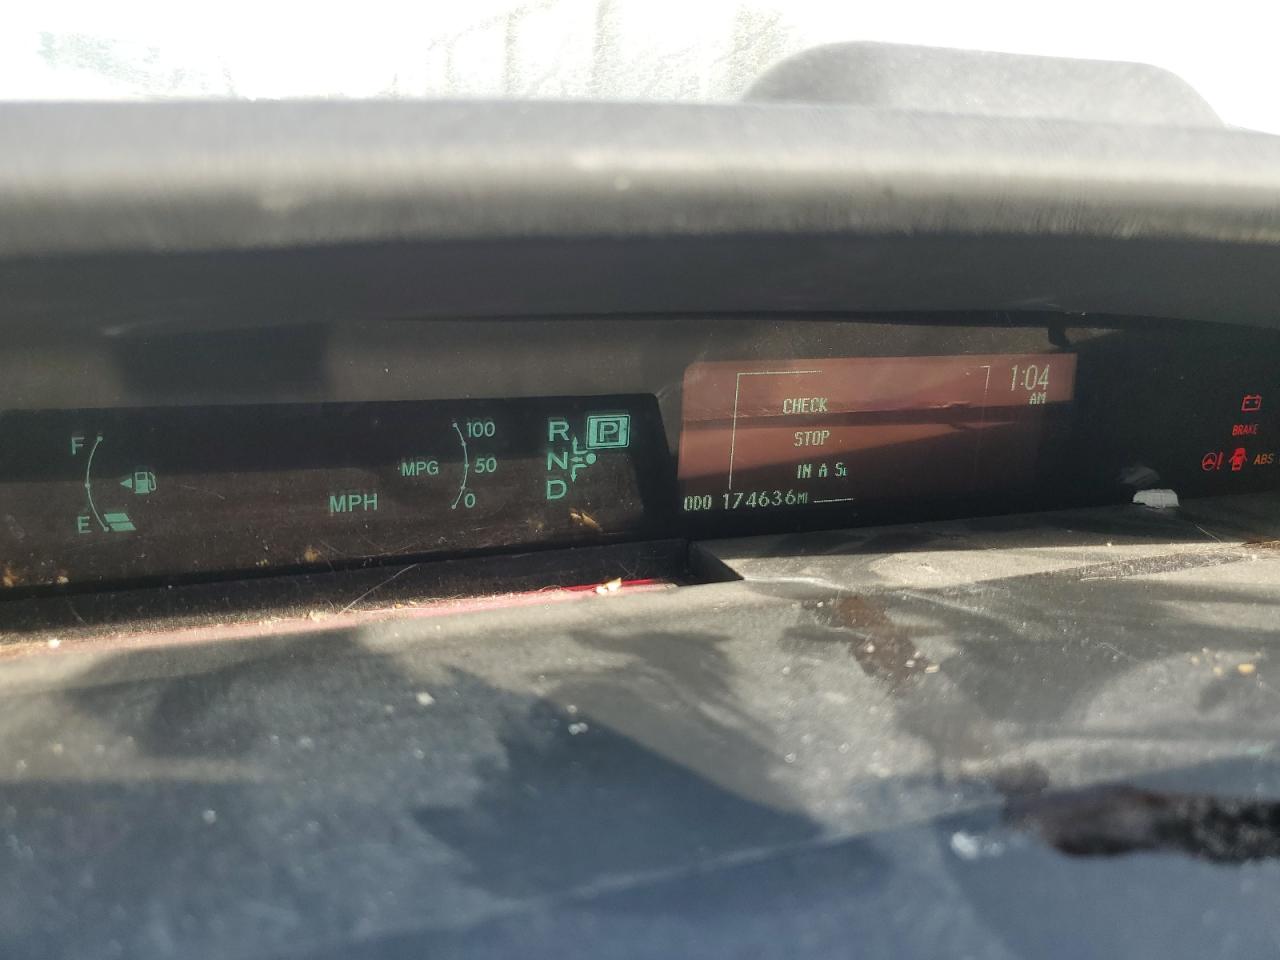 F
E
MPH
MPG
100
50
0
R
P
N
D
CHECK
STOP
IN A S
1:04
AM
ODO 174636MI
BRAKE
ABS